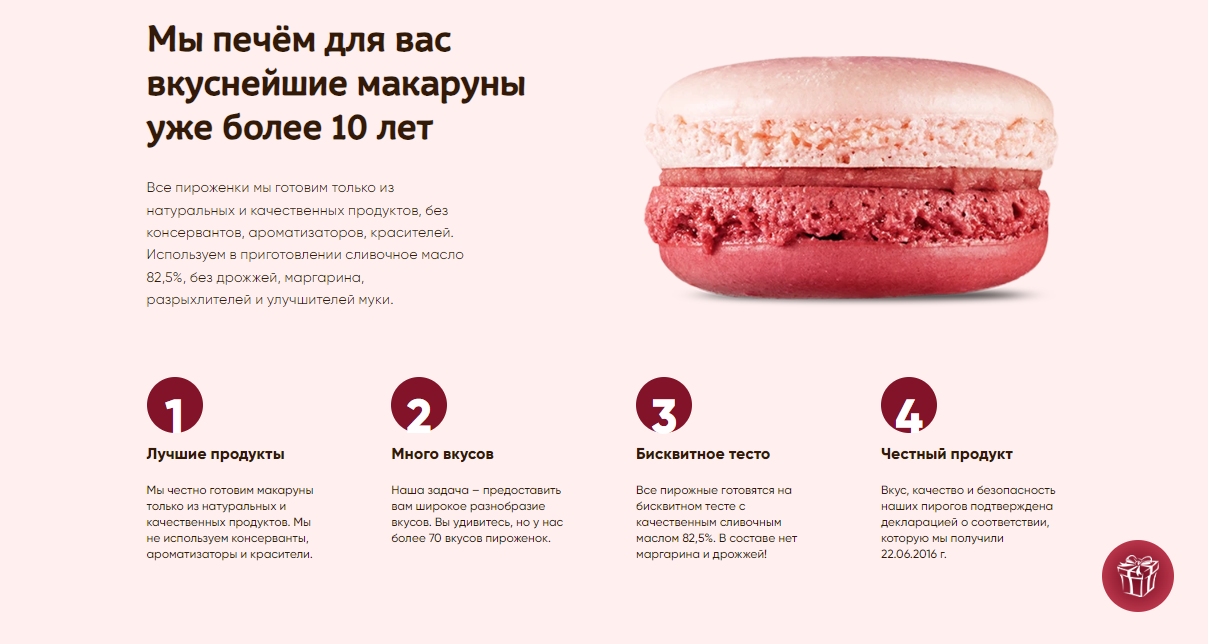 Мы печём для вас
вкуснейшие макаруны
уже более 10 лет
Все пироженки мы готовим только из
натуральных и качественных продуктов, без
консервантов, ароматизаторов, красителей.
Используем в приготовлении сливочное масло
82,5%, без дрожжей, маргарина,
разрыхлителей и улучшителей муки.
1
Лучшие продукты
Мы честно готовим макаруны
только из натуральных и
качественных продуктов. Мы
не используем консерванты,
ароматизаторы и красители.
2
Много вкусов
Наша задача – предоставить
вам широкое разнобразие
вкусов. Вы удивитесь, но у нас
более 70 вкусов пироженок.
3
Бисквитное тесто
Все пирожные готовятся на
бисквитном тесте с
качественным сливочным
маслом 82,5%. В составе нет
маргарина и дрожжей!
4
Честный продукт
Вкус, качество и безопасность
наших пирогов подтверждена
декларацией о соответствии,
которую мы получили
22.06.2016 г.